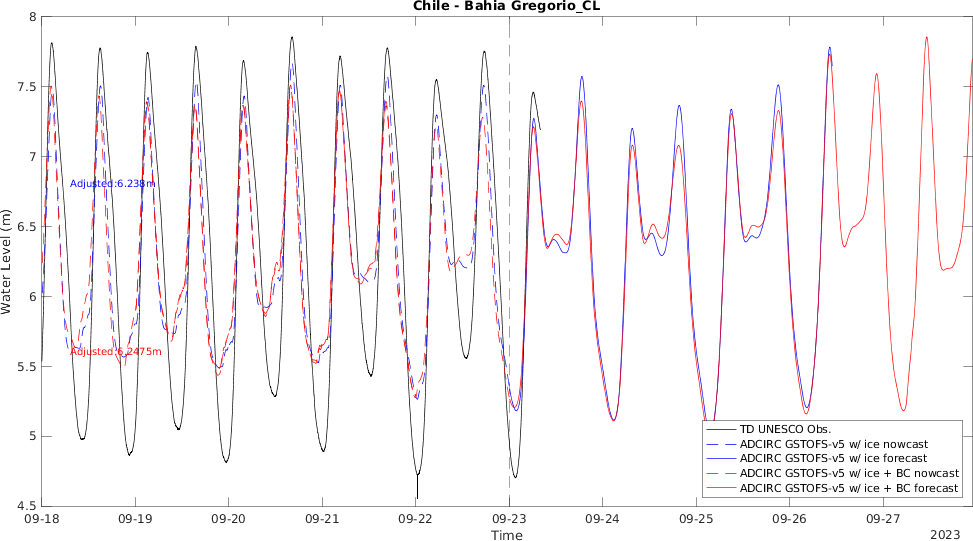 Chile - Bahia Gregorio_CL
Water Level (m)
8
7.5
7
6.5
6
5.5
5
4.5
Adjusted:6.238m
Adjusted:6.2475m
TD UNESCO Obs.
ADCIRC GSTOFS-v5 w/ ice nowcast
ADCIRC GSTOFS-v5 w/ ice forecast
ADCIRC GSTOFS-v5 w/ ice + BC nowcast
ADCIRC GSTOFS-v5 w/ ice + BC forecast
09-18 09-19 09-20 09-21 09-22 09-23 09-24 09-25 09-26 09-27
Time
2023